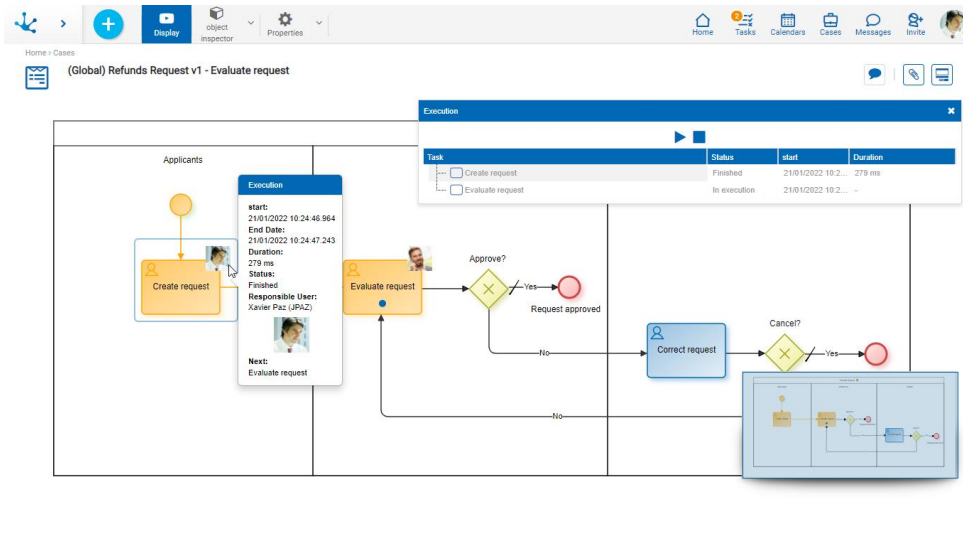 Display
object
inspector
Properties
Home
2
Tasks
Calendars
Cases
Messages
Invite
Home › Cases
(Global) Refunds Request v1 - Evaluate request
Execution
Task
Status
start
Duration
Create request
Finished
21/01/2022 10:2...
279 ms
Evaluate request
In execution
21/01/2022 10:2...
-
Applicants
Execution
start:
21/01/2022 10:24:46.964
End Date:
21/01/2022 10:24:47.243
Duration:
279 ms
Status:
Finished
Responsible User:
Xavier Paz (JPAZ)
Next:
Evaluate request
Create request
Evaluate request
Approve?
Yes
Request approved
No
Correct request
Cancel?
Yes
No